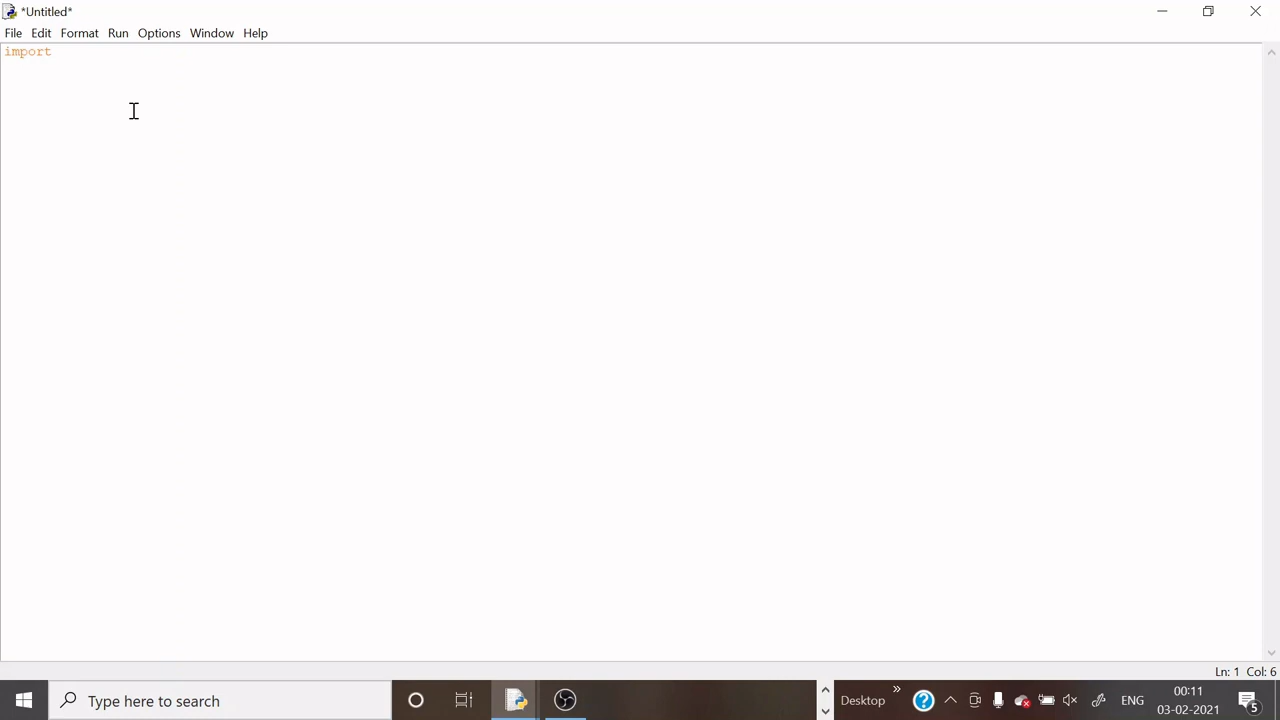 *Untitled*
File Edit Format Run Options Window Help
import
Ln: 1 Col: 6
Type here to search
Desktop
»
?
ENG
00:11
03-02-2021
5